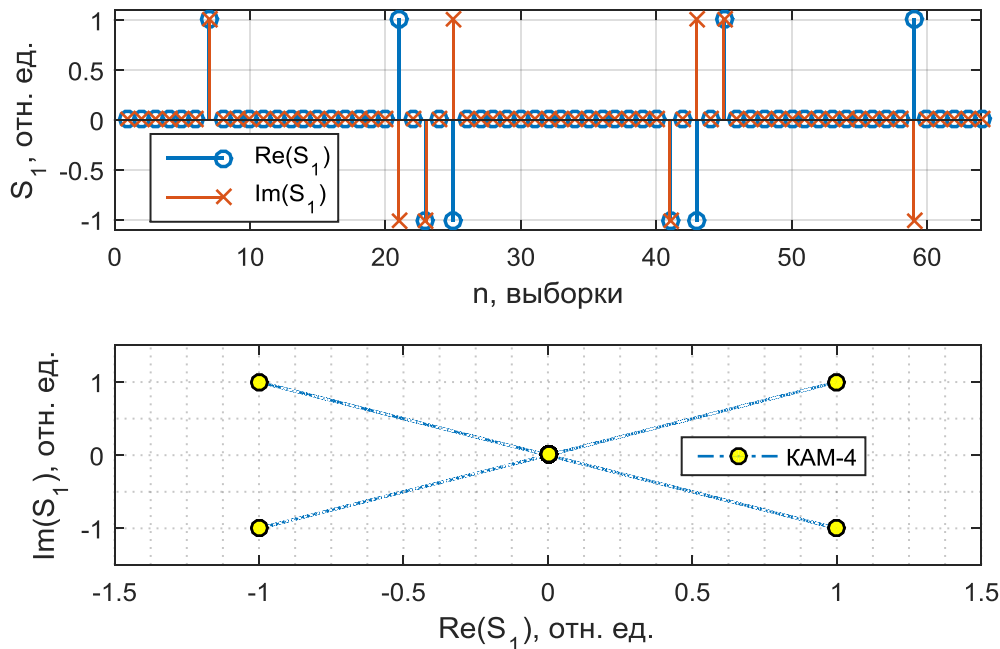 1
0.5
0
-0.5
-1
S1, отн. ед.
Re(S1)
Im(S1)
0 10 20 30 40 50 60
n, выборки
1
0
-1
Im(S1), отн. ед.
КАМ-4
-1.5 -1 -0.5 0 0.5 1 1.5
Re(S1), отн. ед.